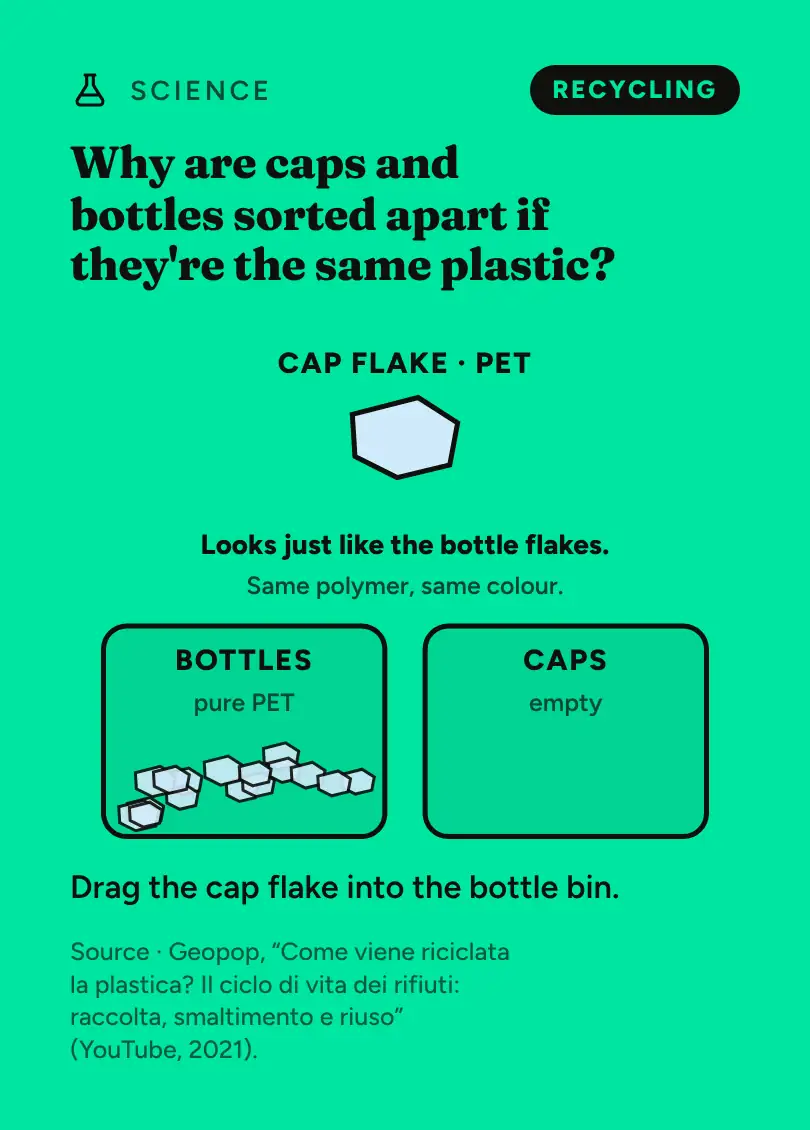 SCIENCE
RECYCLING
Why are caps and
bottles sorted apart if
they're the same plastic?
CAP FLAKE · PET
Looks just like the bottle flakes.
Same polymer, same colour.
BOTTLES
pure PET
CAPS
empty
Drag the cap flake into the bottle bin.
Source · Geopop, “Come viene riciclata
la plastica? Il ciclo di vita dei rifiuti:
raccolta, smaltimento e riuso”
(YouTube, 2021).